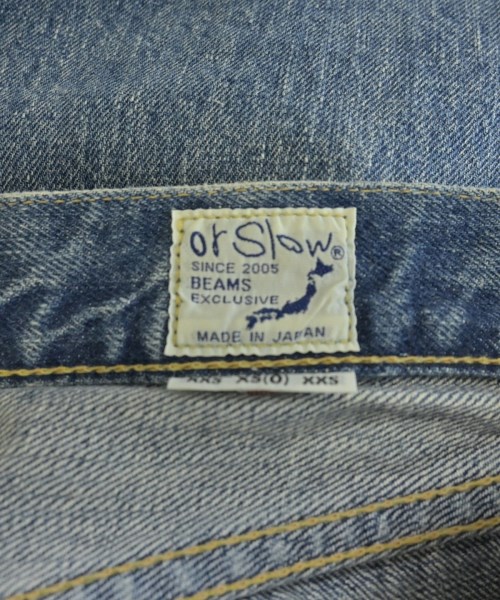 orSlow®
SINCE 2005
BEAMS
EXCLUSIVE
MADE IN JAPAN
XXS XS(0) XXS